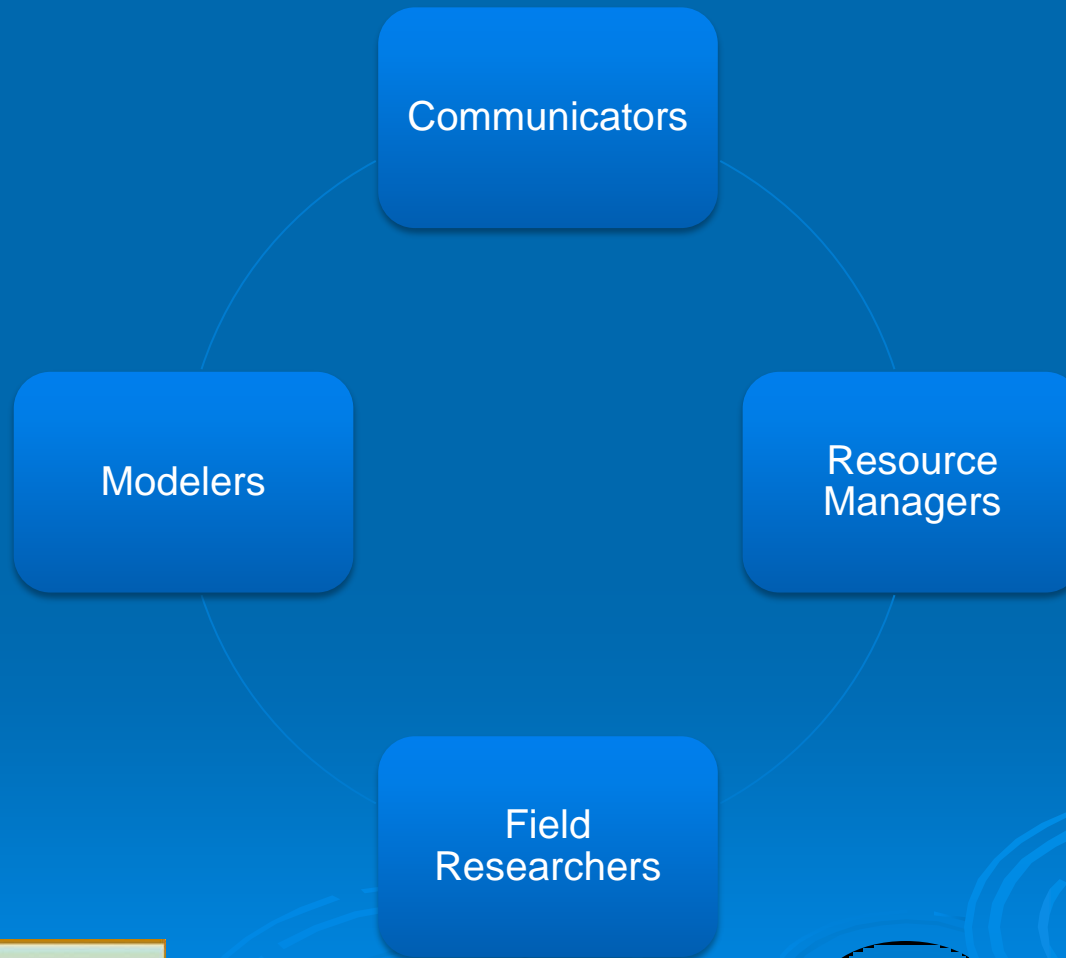 Communicators
Modelers
Resource
Managers
Field
Researchers